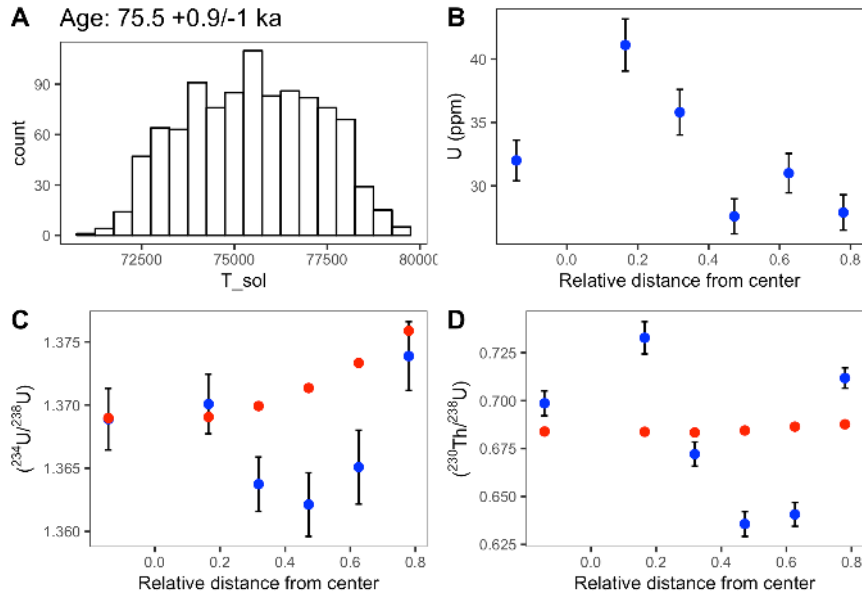 A Age: 75.5 +0.9/-1 ka
count
90
60
30
0
72500 75000 77500 80000
T_sol
B
U (ppm)
40
35
30
0.0 0.2 0.4 0.6 0.8
Relative distance from center
C
(²³⁴U/²³⁸U)
1.375
1.370
1.365
1.360
0.0 0.2 0.4 0.6 0.8
Relative distance from center
D
(²³⁰Th/²³⁸U)
0.725
0.700
0.675
0.650
0.625
0.0 0.2 0.4 0.6 0.8
Relative distance from center